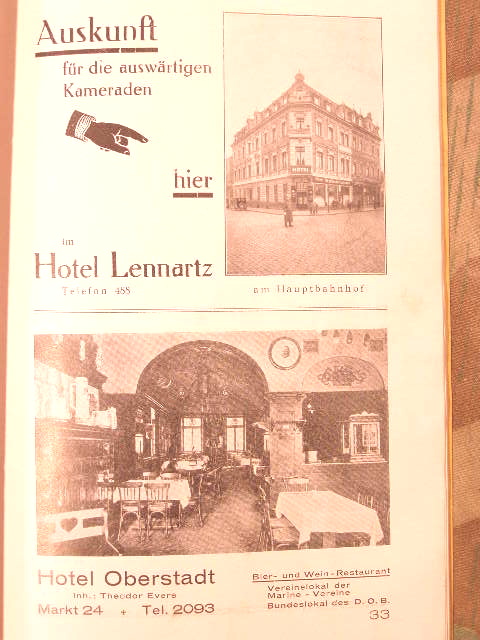 Auskunft
für die auswärtigen
Kameraden
hier
im
Hotel Lennartz
Telefon 455
am Hauptbahnhof
HOTEL
Hotel Oberstadt
Inh.: Theodor Evers
Markt 24 + Tel. 2093
Bier- und Wein-Restaurant
Vereinslokal der
Marine-Vereine
Bundeslokal des D.O.B.
33